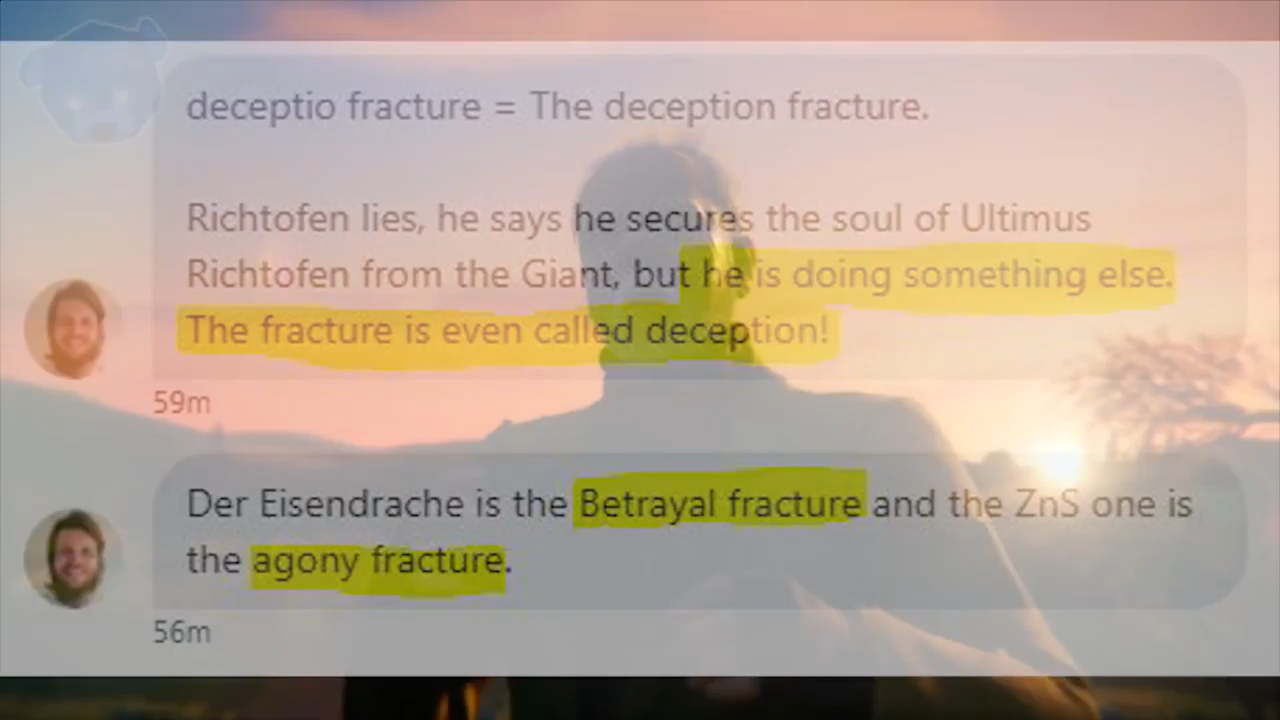 deceptio fracture = The deception fracture.
Richtofen lies, he says he secures the soul of Ultimus
Richtofen from the Giant, but he is doing something else.
The fracture is even called deception!
59m
Der Eisendrache is the Betrayal fracture and the ZnS one is
the agony fracture.
56m